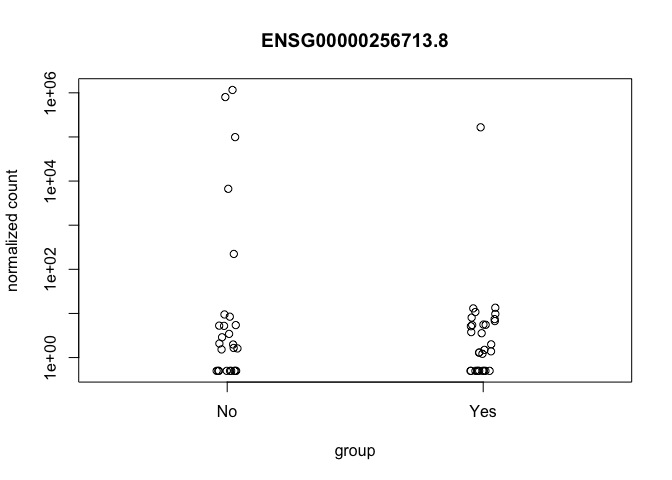 ENSG00000256713.8
normalized count
1e+06
1e+04
1e+02
1e+00
No
Yes
group